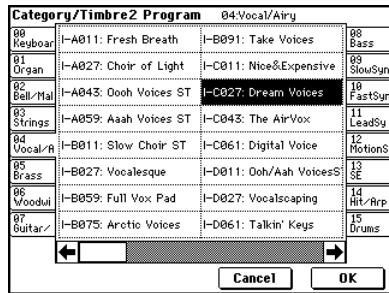 Category/Timbre2 Program 04:Vocal/Airy
00 Keyboar
01 Organ
02 Bell/Mal
03 Strings
04 Vocal/A
05 Brass
06 Woodwi
07 Guitar/
I-A011: Fresh Breath
I-A027: Choir of Light
I-A043: Oooh Voices ST
I-A059: Aaah Voices ST
I-B011: Slow Choir ST
I-B027: Vocalesque
I-B059: Full Vox Pad
I-B075: Arctic Voices
I-B091: Take Voices
I-C011: Nice&Expensive
I-C027: Dream Voices
I-C043: The AirVox
I-C061: Digital Voice
I-D011: Ooh/Aah VoicesS
I-D027: Vocalscaping
I-D061: Talkin' Keys
08 Bass
09 SlowSyn
10 FastSyn
11 LeadSy
12 MotionS
13 SE
14 Hit/Arp
15 Drums
Cancel
OK